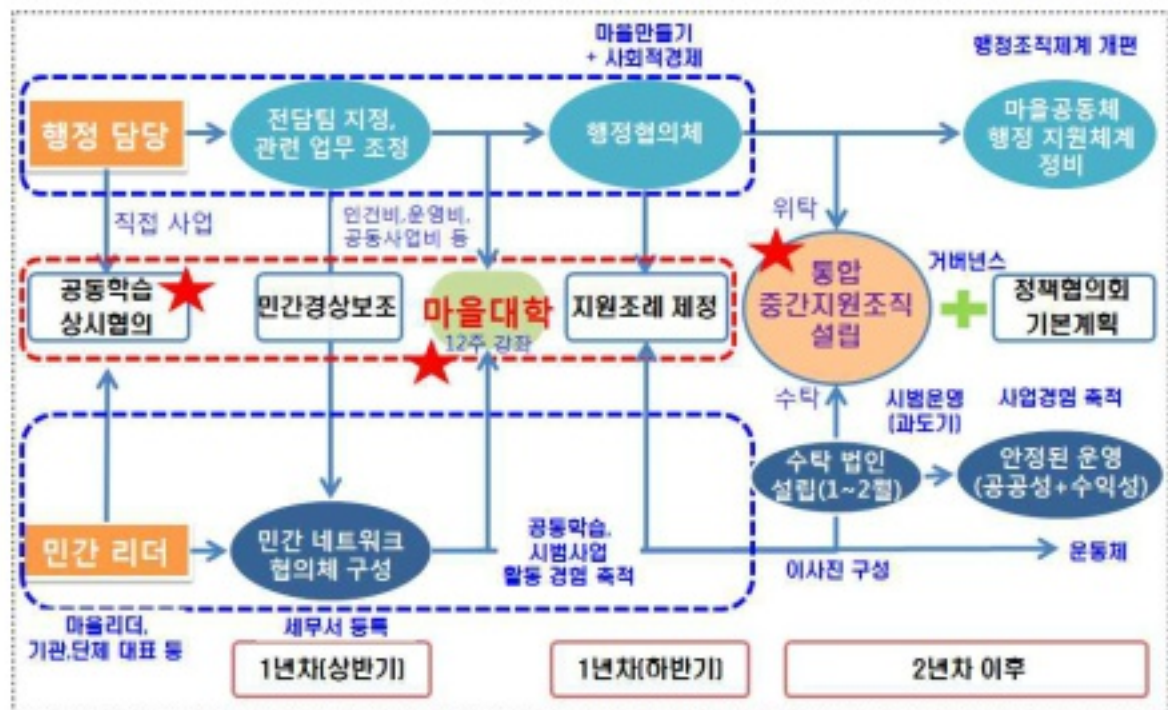 마을만들기
+ 사회적경제
행정조직체계 개편
행정 담당
전담팀 지정,
관련 업무 조정
행정협의체
마을공동체
행정 지원체계
정비
직접 사업
인건비,운영비,
공동사업비 등
위탁
공동학습
상시협의
민간경상보조
마을대학
12주 강좌
지원조례 제정
통합
중간지원조직
설립
거버넌스
정책협의회
기본계획
수탁
시범운영
(과도기)
사업경험 축적
수탁 법인
설립(1~2월)
안정된 운영
(공공성+수익성)
민간 리더
민간 네트워크
협의체 구성
공동학습,
시범사업
활동 경험 축적
이사진 구성
운동체
마을리더,
기관,단체 대표 등
세무서 등록
1년차(상반기)
1년차(하반기)
2년차 이후